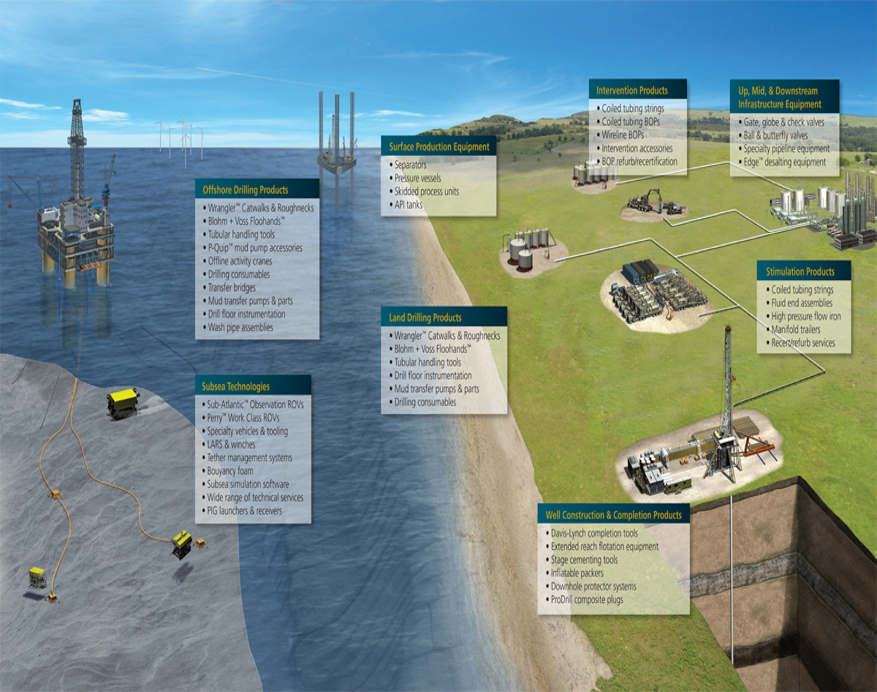 Intervention Products
• Coiled tubing strings
• Coiled tubing BOPs
• Wireline BOPs
• Intervention accessories
• BOP refurb/recertification
Up, Mid, & Downstream
Infrastructure Equipment
• Gate, globe & check valves
• Ball & butterfly valves
• Specialty pipeline equipment
• Edge™ desalting equipment
Surface Production Equipment
• Separators
• Pressure vessels
• Skidded process units
• API tanks
Offshore Drilling Products
• Wrangler™ Catwalks & Roughnecks
• Blohm + Voss Floohands™
• Tubular handling tools
• P-Quip™ mud pump accessories
• Offline activity cranes
• Drilling consumables
• Transfer bridges
• Mud transfer pumps & parts
• Drill floor instrumentation
• Wash pipe assemblies
Stimulation Products
• Coiled tubing strings
• Fluid end assemblies
• High pressure flow iron
• Manifold trailers
• Recert/refurb services
Land Drilling Products
• Wrangler™ Catwalks & Roughnecks
• Blohm + Voss Floohands™
• Tubular handling tools
• Drill floor instrumentation
• Mud transfer pumps & parts
• Drilling consumables
Subsea Technologies
• Sub-Atlantic™ Observation ROVs
• Perry™ Work Class ROVs
• Specialty vehicles & tooling
• LARS & winches
• Tether management systems
• Bouyancy foam
• Subsea simulation software
• Wide range of technical services
• PIG launchers & receivers
Well Construction & Completion Products
• Davis-Lynch completion tools
• Extended reach flotation equipment
• Stage cementing tools
• Inflatable packers
• Downhole protector systems
• ProDrill composite plugs